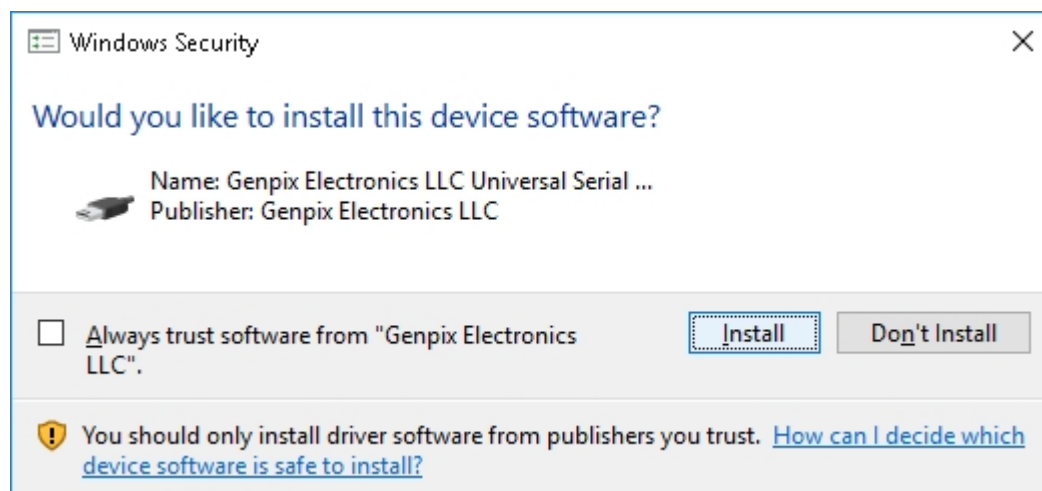 Windows Security
Would you like to install this device software?
Name: Genpix Electronics LLC Universal Serial ...
Publisher: Genpix Electronics LLC
Always trust software from "Genpix Electronics
LLC".
Install
Don't Install
You should only install driver software from publishers you trust. How can I decide which
device software is safe to install?